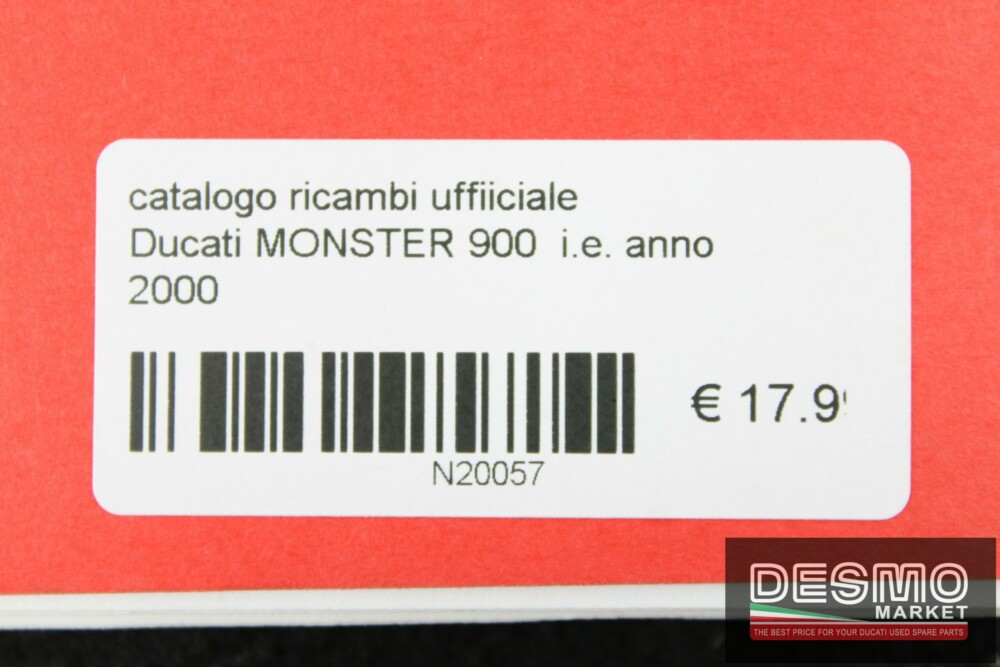 catalogo ricambi uffiiciale
Ducati MONSTER 900 i.e. anno
2000
€ 17.9
N20057
DESMO
MARKET
THE BEST PRICE FOR YOUR DUCATI USED SPARE PARTS